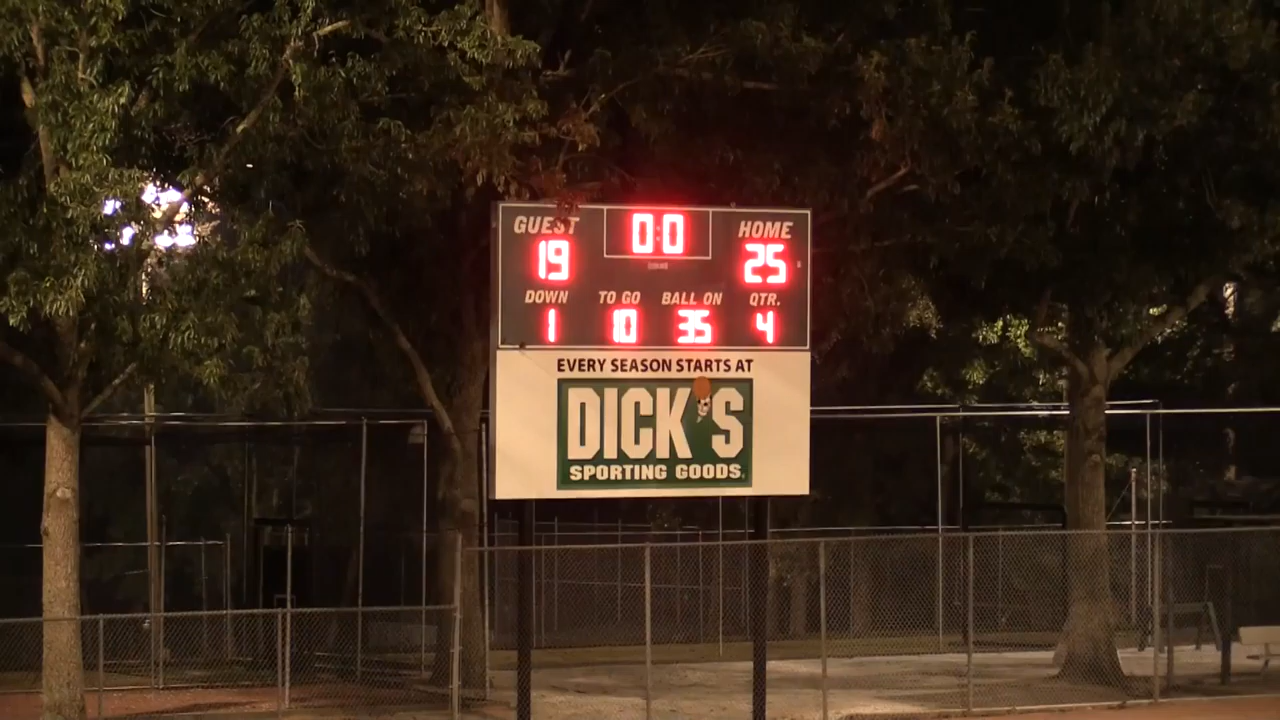 GUEST 0:0 HOME
19 25
DOWN TO GO BALL ON QTR.
1 10 35 4
EVERY SEASON STARTS AT
DICK'S
SPORTING GOODS